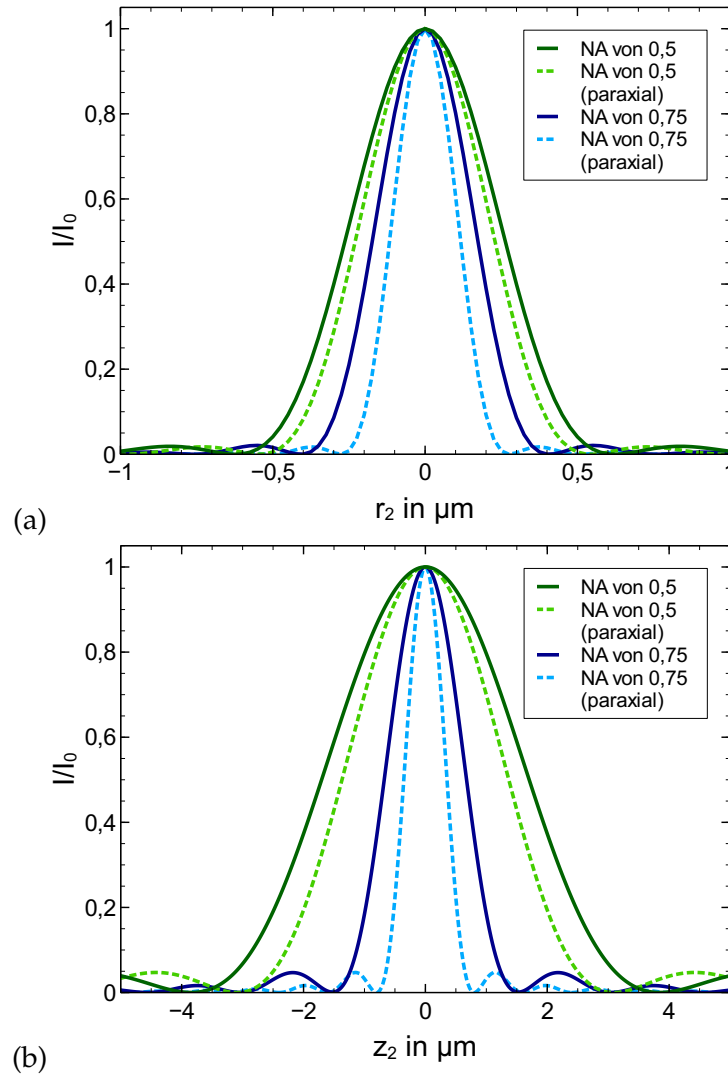 1
0,8
0,6
0,4
0,2
0
I/I₀
NA von 0,5
NA von 0,5
(paraxial)
NA von 0,75
NA von 0,75
(paraxial)
−1
−0,5
0
0,5
1
r₂ in µm
(a)
1
0,8
0,6
0,4
0,2
0
I/I₀
NA von 0,5
NA von 0,5
(paraxial)
NA von 0,75
NA von 0,75
(paraxial)
−4
−2
0
2
4
z₂ in µm
(b)